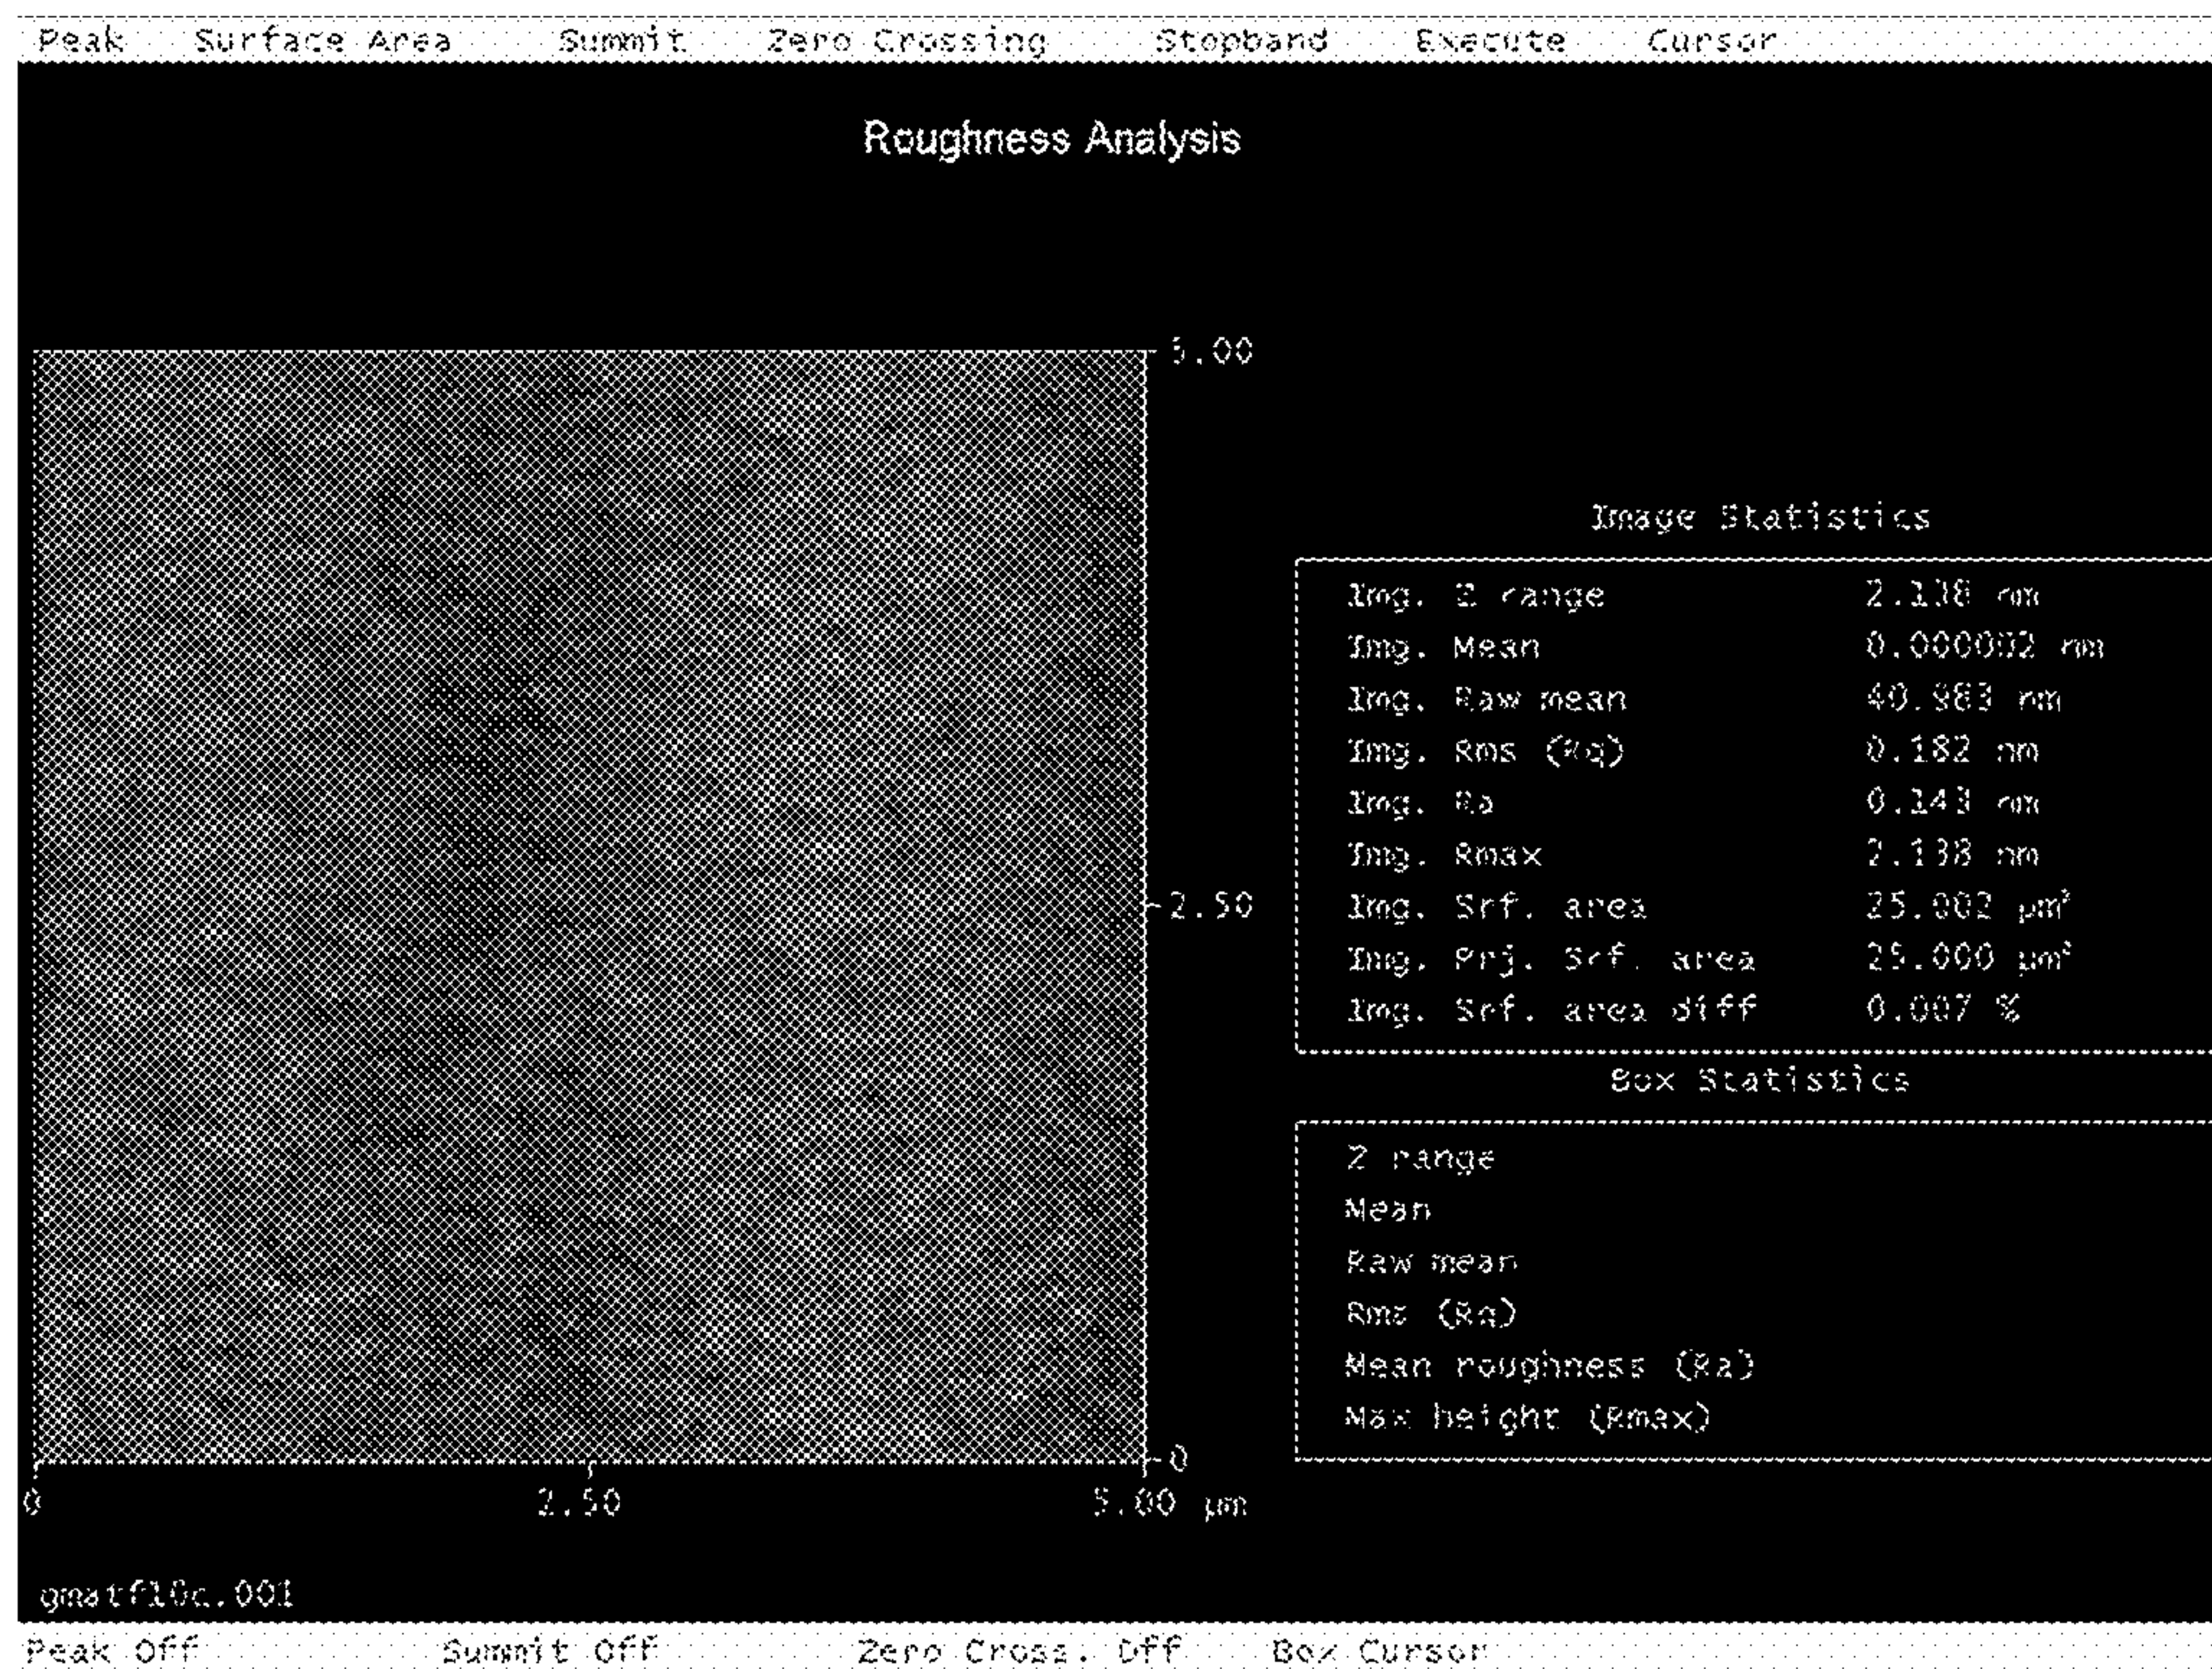 Peak Surface Area Summit Zero Crossing Stopband Execute Cursor
Roughness Analysis
5.00
2.50
0
0 2.50 5.00 µm
Image Statistics
Img. Z range 2.138 nm
Img. Mean 0.000002 nm
Img. Raw mean 40.983 nm
Img. Rms (Rq) 0.182 nm
Img. Ra 0.143 nm
Img. Rmax 2.138 nm
Img. Srf. area 25.002 µm²
Img. Prj. Srf. area 25.000 µm²
Img. Srf. area diff 0.007 %
Box Statistics
Z range
Mean
Raw mean
Rms (Rq)
Mean roughness (Ra)
Max height (Rmax)
gmatf10c.001
Peak Off Summit Off Zero Cross. Off Box Cursor